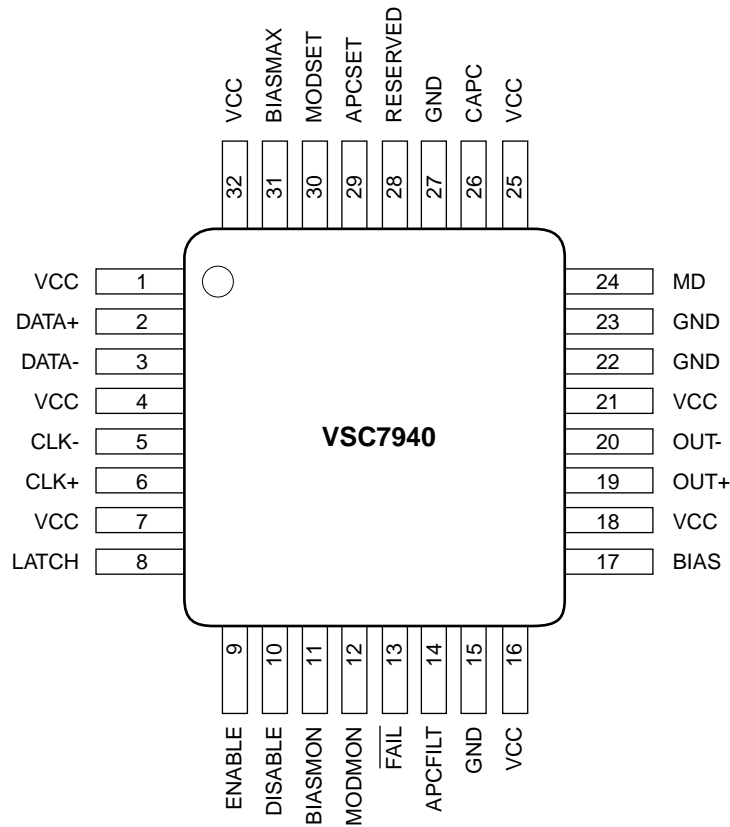 VCC
BIASMAX
MODSET
APCSET
RESERVED
GND
CAPC
VCC
32
31
30
29
28
27
26
25
VCC 1
DATA+ 2
DATA- 3
VCC 4
CLK- 5
CLK+ 6
VCC 7
LATCH 8
VSC7940
24 MD
23 GND
22 GND
21 VCC
20 OUT-
19 OUT+
18 VCC
17 BIAS
9
10
11
12
13
14
15
16
ENABLE
DISABLE
BIASMON
MODMON
FAIL
APCFILT
GND
VCC